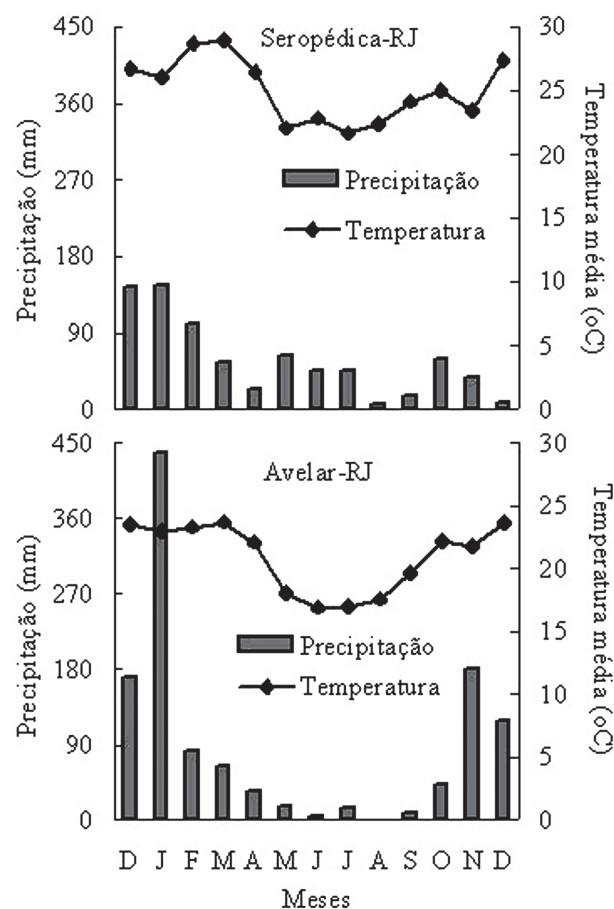 Seropédica-RJ
Precipitação (mm)
450
360
270
180
90
0
Precipitação
Temperatura
30
25
20
15
10
5
0
Temperatura média (oC)
Avelar-RJ
Precipitação (mm)
450
360
270
180
90
0
Precipitação
Temperatura
30
25
20
15
10
5
0
Temperatura média (oC)
D J F M A M J J A S O N D
Meses